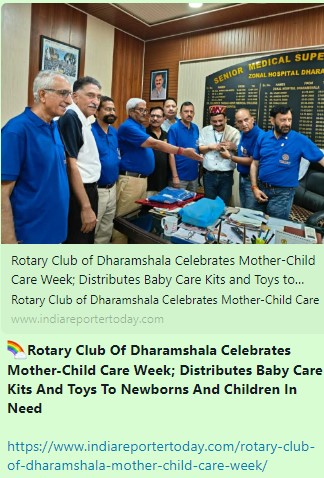 SENIOR MEDICAL SUPE
ZONAL HOSPITAL DHARA
Rotary Club of Dharamshala Celebrates Mother-Child
Care Week; Distributes Baby Care Kits and Toys to...
Rotary Club of Dharamshala Celebrates Mother-Child Care
www.indiareportertoday.com
🌈Rotary Club Of Dharamshala Celebrates
Mother-Child Care Week; Distributes Baby Care
Kits And Toys To Newborns And Children In
Need
https://www.indiareportertoday.com/rotary-club-
of-dharamshala-mother-child-care-week/